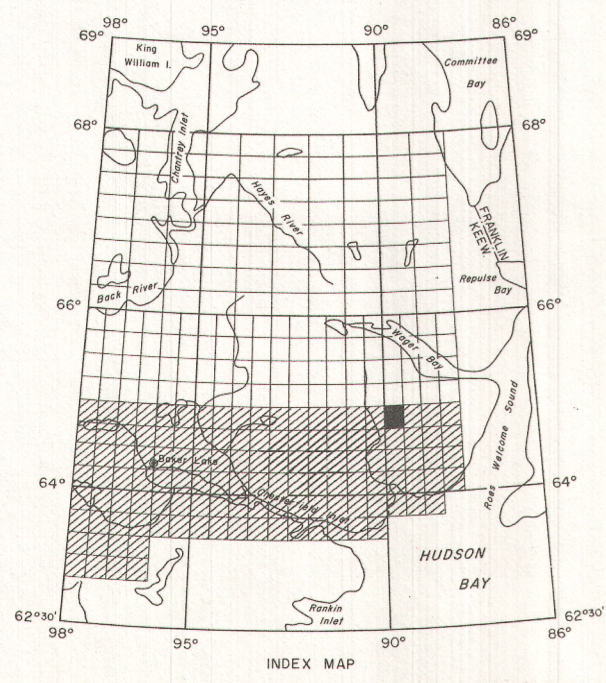 98°
95°
90°
86°
69°
King
William I.
Committee
Bay
68°
68°
Chantrey Inlet
Hayes
River
FRANKLIN
KEEW.
Repulse
Bay
Back River
66°
66°
Wager
Bay
Roes Welcome Sound
Baker Lake
64°
64°
Chesterfield Inlet
HUDSON
BAY
Rankin
Inlet
62°30'
62°30'
98°
95°
90°
86°
INDEX MAP